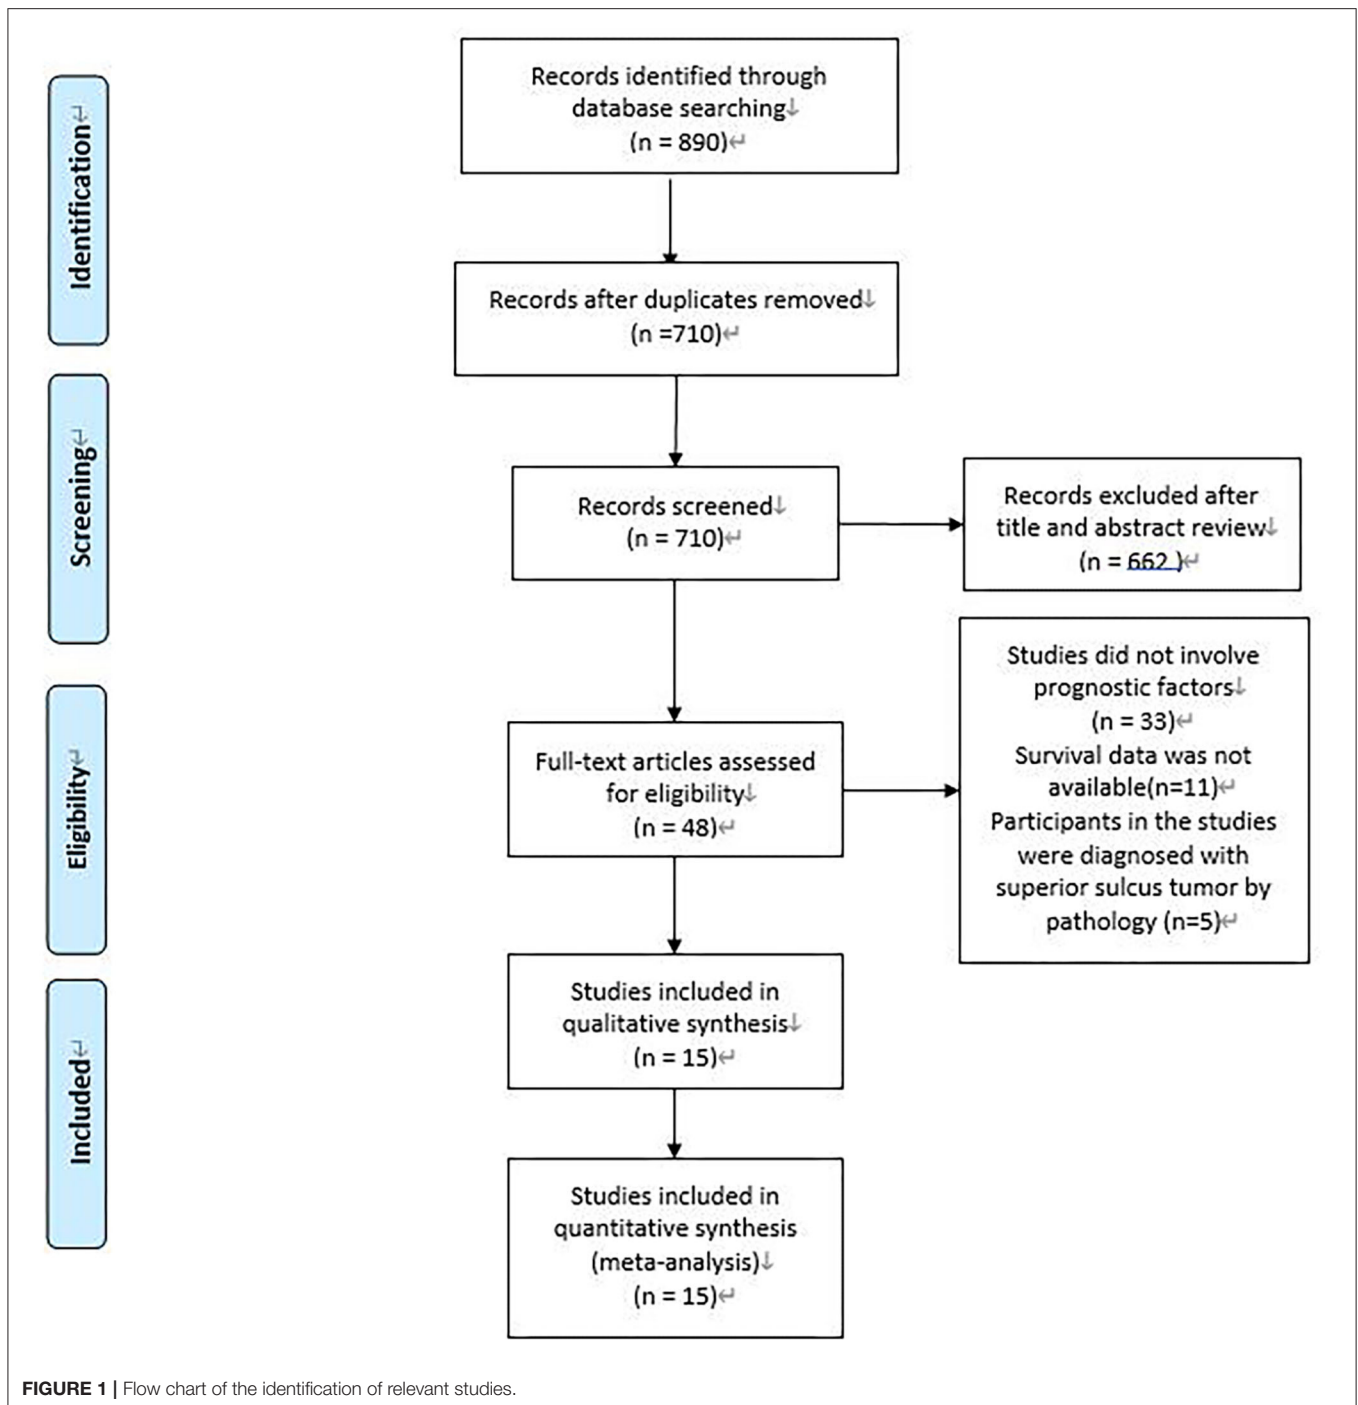 Identification
Records identified through
database searching↓
(n = 890)↵
Records after duplicates removed↓
(n =710)↵
Screening
Records screened↓
(n = 710)↵
Records excluded after
title and abstract review↓
(n = 662 )↵
Eligibility
Full-text articles assessed
for eligibility↓
(n = 48)↵
Studies did not involve
prognostic factors↓
(n = 33)↵
Survival data was not
available(n=11)↵
Participants in the studies
were diagnosed with
superior sulcus tumor by
pathology (n=5)↵
Included
Studies included in
qualitative synthesis↓
(n = 15)↵
Studies included in
quantitative synthesis
(meta-analysis)↓
(n = 15)↵
FIGURE 1 | Flow chart of the identification of relevant studies.